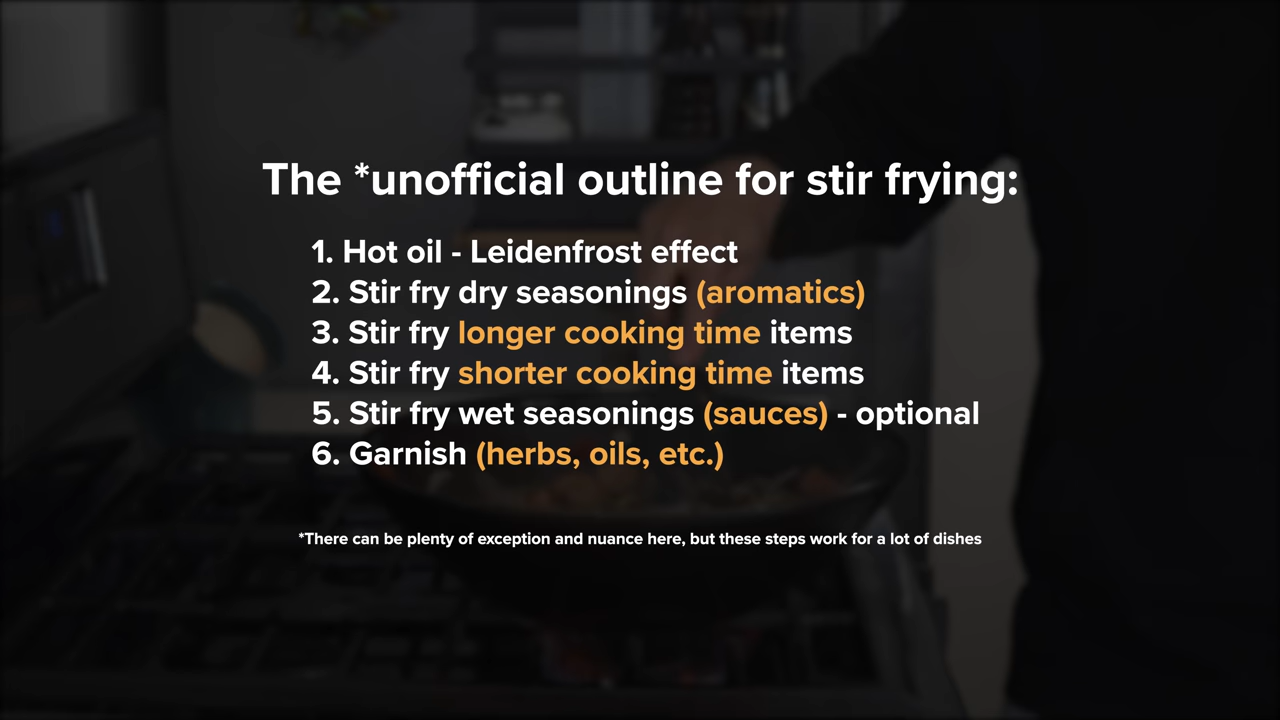 The *unofficial outline for stir frying:
1. Hot oil - Leidenfrost effect
2. Stir fry dry seasonings (aromatics)
3. Stir fry longer cooking time items
4. Stir fry shorter cooking time items
5. Stir fry wet seasonings (sauces) - optional
6. Garnish (herbs, oils, etc.)
*There can be plenty of exception and nuance here, but these steps work for a lot of dishes